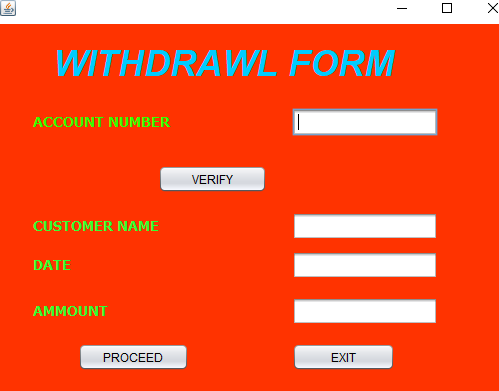 WITHDRAWL FORM
ACCOUNT NUMBER
VERIFY
CUSTOMER NAME
DATE
AMMOUNT
PROCEED EXIT